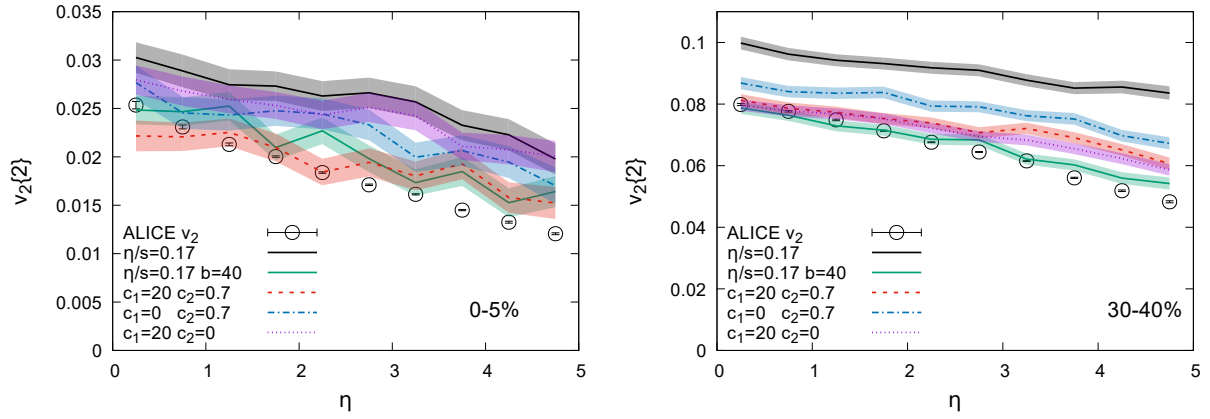 0.035
0.03
0.025
0.02
0.015
0.01
0.005
0
v₂{2}
ALICE v₂
η/s=0.17
η/s=0.17 b=40
c₁=20 c₂=0.7
c₁=0 c₂=0.7
c₁=20 c₂=0
0-5%
0 1 2 3 4 5
η
0.1
0.08
0.06
0.04
0.02
0
v₂{2}
ALICE v₂
η/s=0.17
η/s=0.17 b=40
c₁=20 c₂=0.7
c₁=0 c₂=0.7
c₁=20 c₂=0
30-40%
0 1 2 3 4 5
η